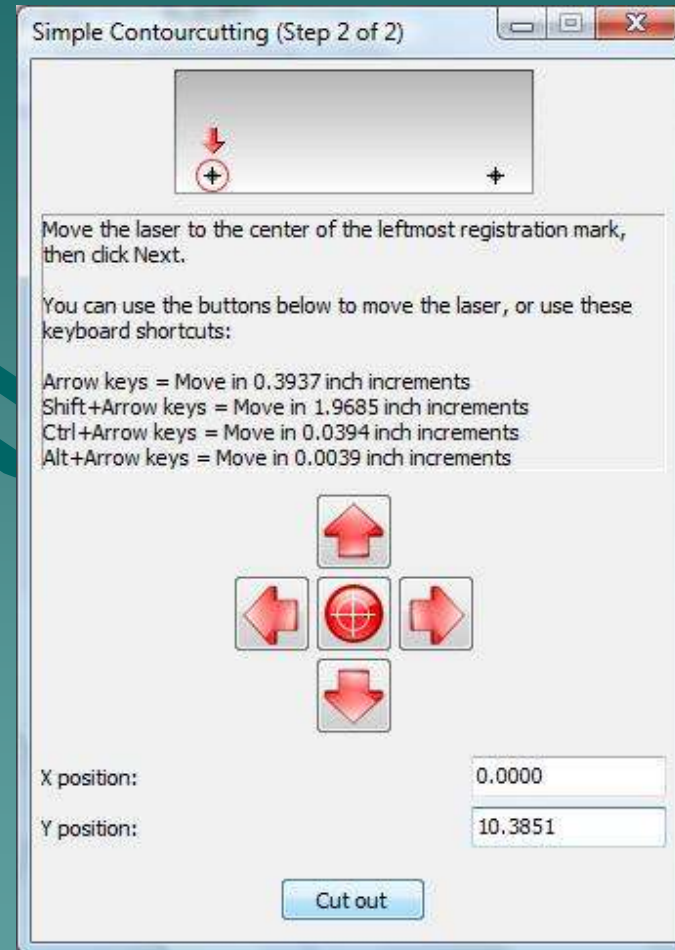 Simple Contourcutting (Step 2 of 2)
Move the laser to the center of the leftmost registration mark,
then click Next.
You can use the buttons below to move the laser, or use these
keyboard shortcuts:
Arrow keys = Move in 0.3937 inch increments
Shift+Arrow keys = Move in 1.9685 inch increments
Ctrl+Arrow keys = Move in 0.0394 inch increments
Alt+Arrow keys = Move in 0.0039 inch increments
X position: 0.0000
Y position: 10.3851
Cut out